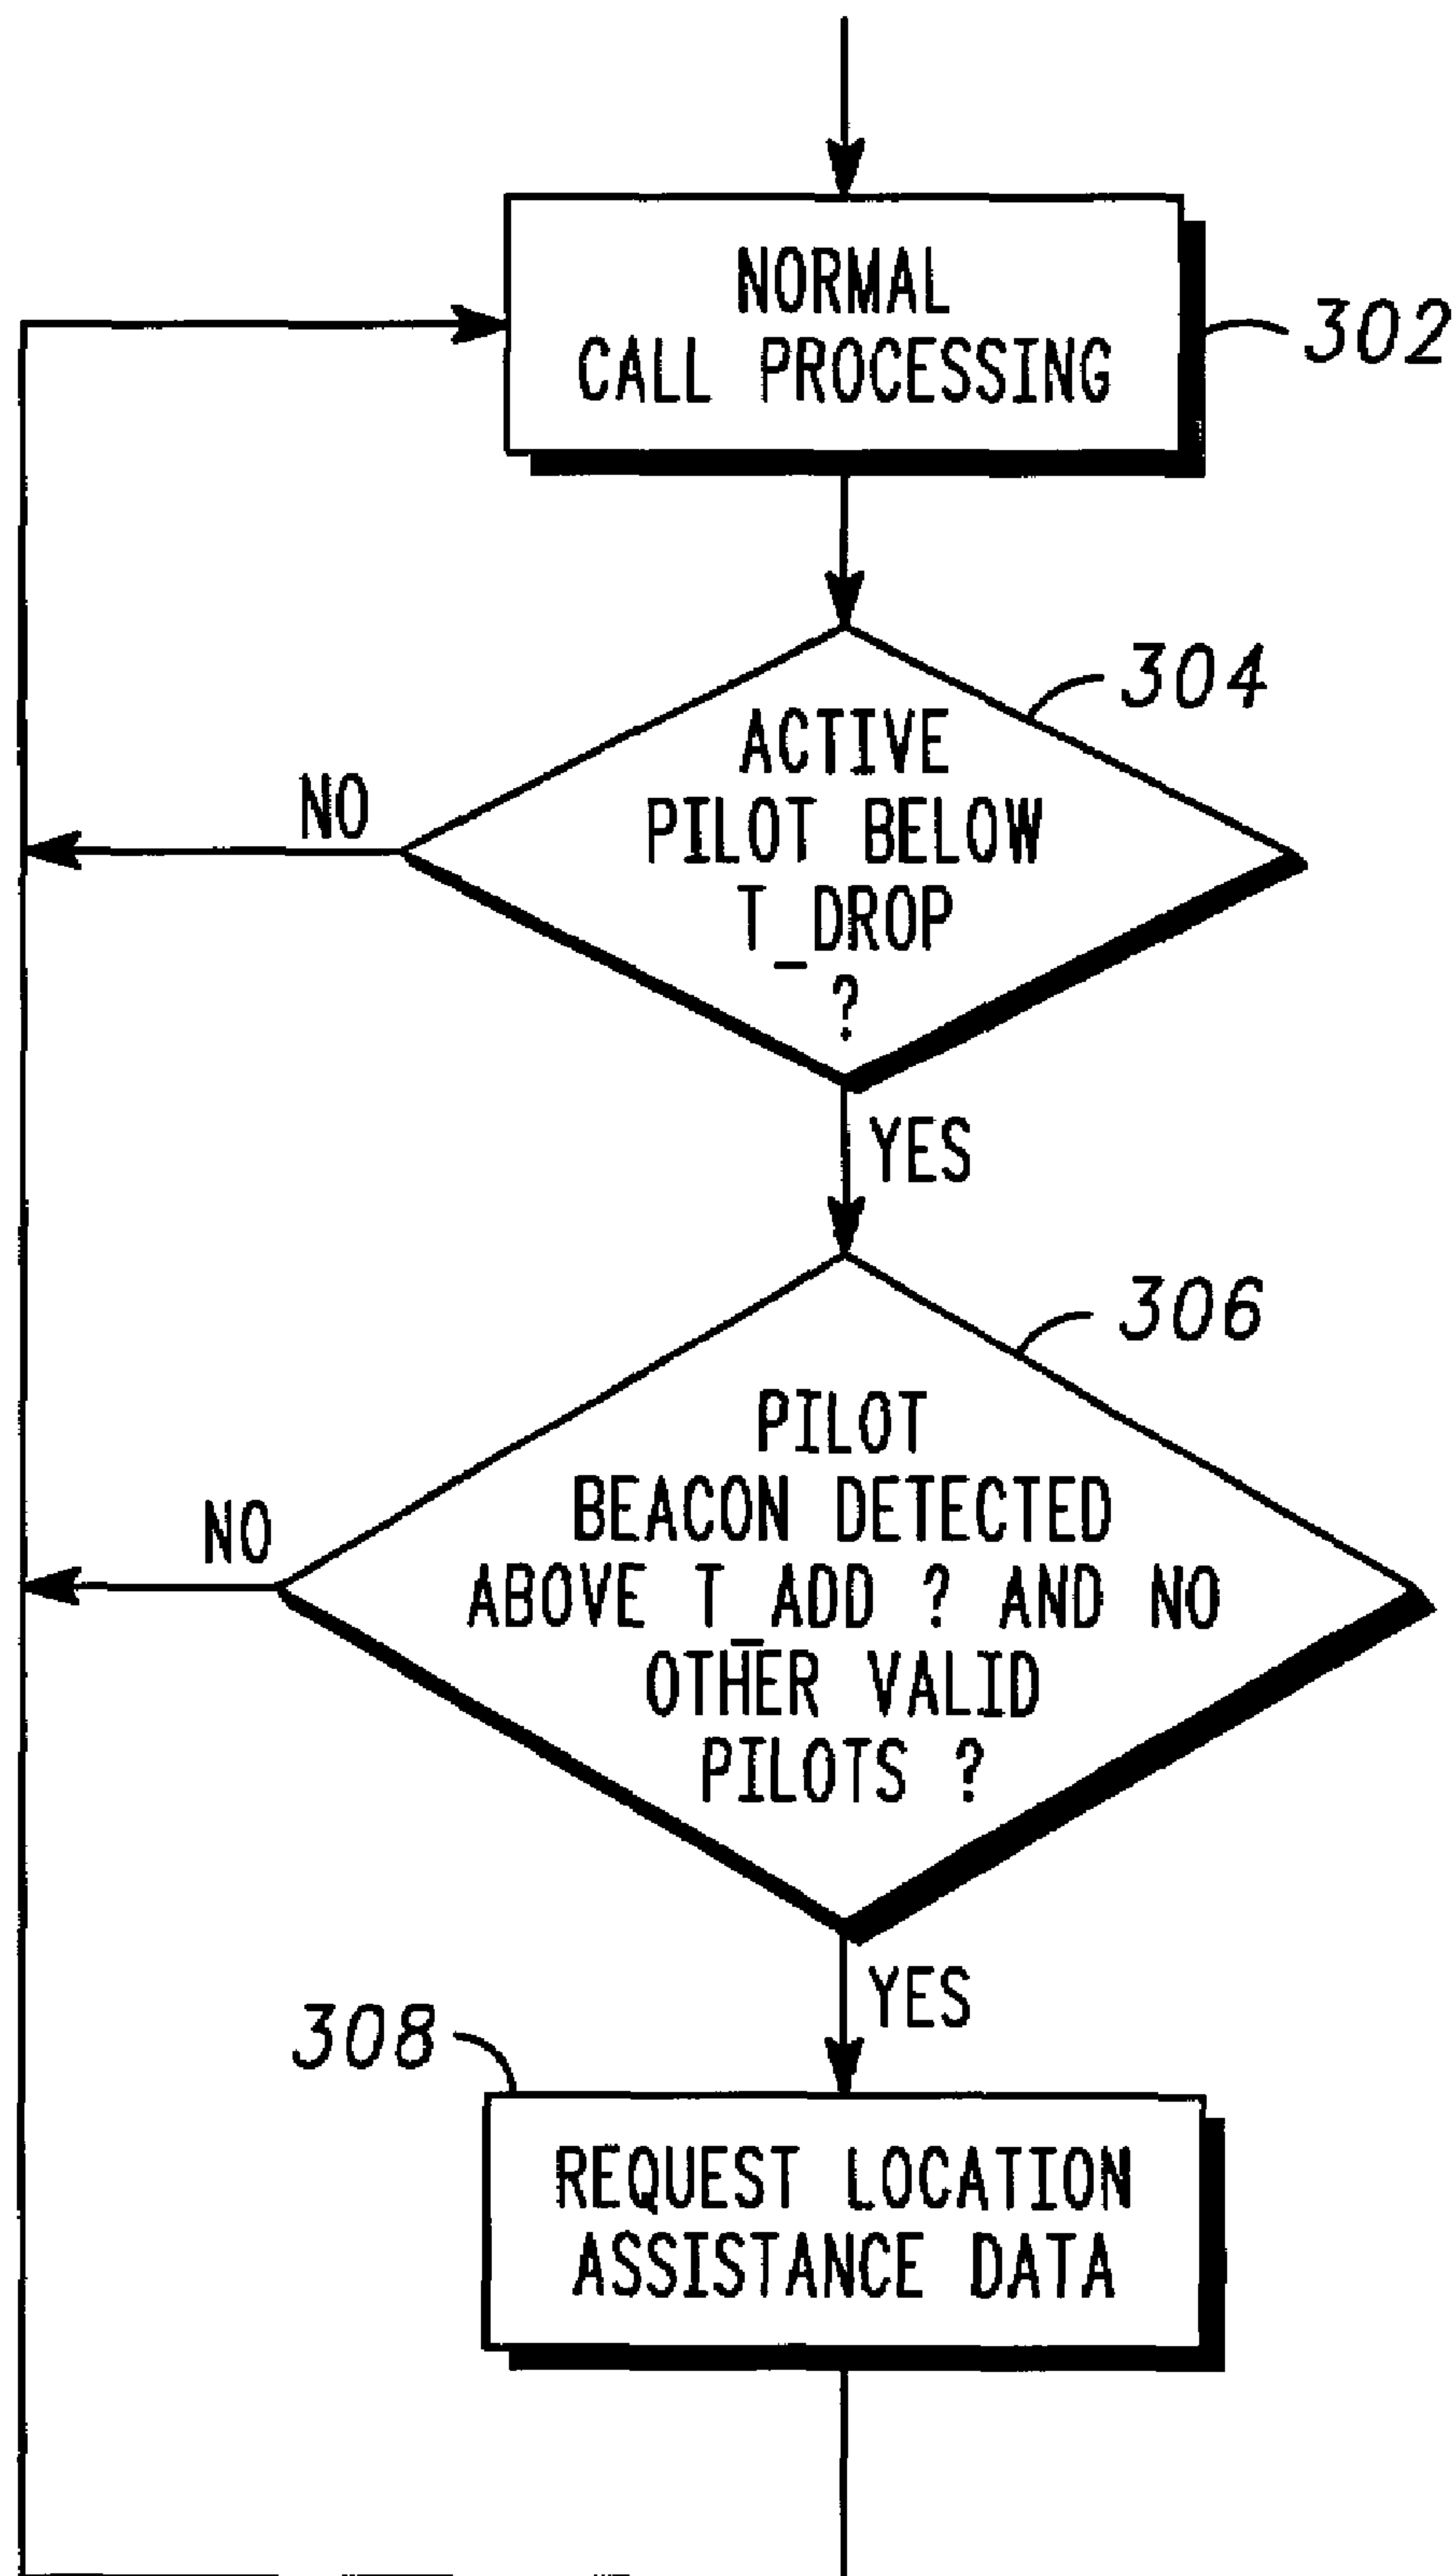 NORMAL
CALL PROCESSING
302
304
ACTIVE
PILOT BELOW
T_DROP
?
NO
YES
306
PILOT
BEACON DETECTED
ABOVE T_ADD ? AND NO
OTHER VALID
PILOTS ?
NO
YES
308
REQUEST LOCATION
ASSISTANCE DATA